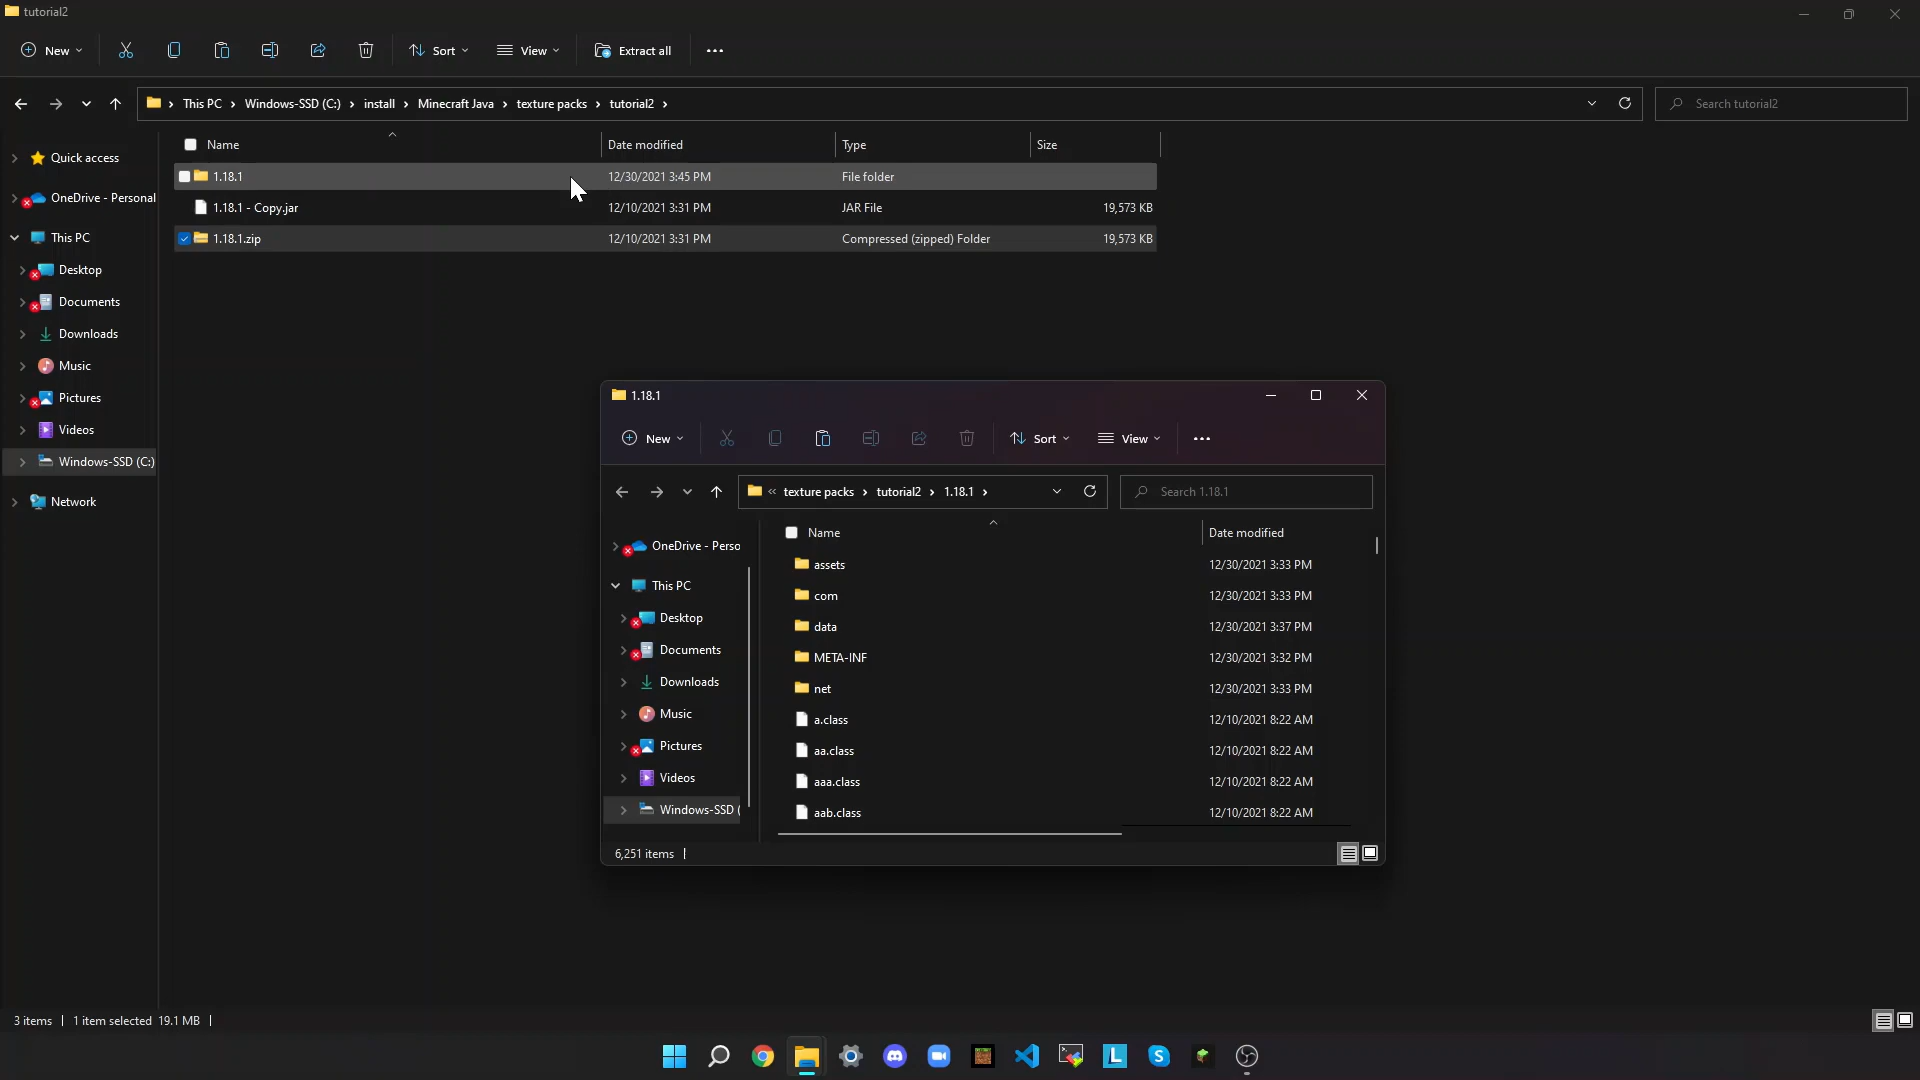 tutorial2
New
Sort
View
Extract all
This PC
Windows-SSD (C:)
install
Minecraft Java
texture packs
tutorial2
Search tutorial2
Quick access
OneDrive - Personal
This PC
Desktop
Documents
Downloads
Music
Pictures
Videos
Windows-SSD (C:)
Network
Name Date modified Type Size
1.18.1 12/30/2021 3:45 PM File folder
1.18.1 - Copy.jar 12/10/2021 3:31 PM JAR File 19,573 KB
1.18.1.zip 12/10/2021 3:31 PM Compressed (zipped) Folder 19,573 KB
1.18.1
New
Sort
View
« texture packs
tutorial2
1.18.1
Search 1.18.1
OneDrive - Perso
This PC
Desktop
Documents
Downloads
Music
Pictures
Videos
Windows-SSD (
Name Date modified
assets 12/30/2021 3:33 PM
com 12/30/2021 3:33 PM
data 12/30/2021 3:37 PM
META-INF 12/30/2021 3:32 PM
net 12/30/2021 3:33 PM
a.class 12/10/2021 8:22 AM
aa.class 12/10/2021 8:22 AM
aaa.class 12/10/2021 8:22 AM
aab.class 12/10/2021 8:22 AM
6,251 items
3 items 1 item selected 19.1 MB
L
S